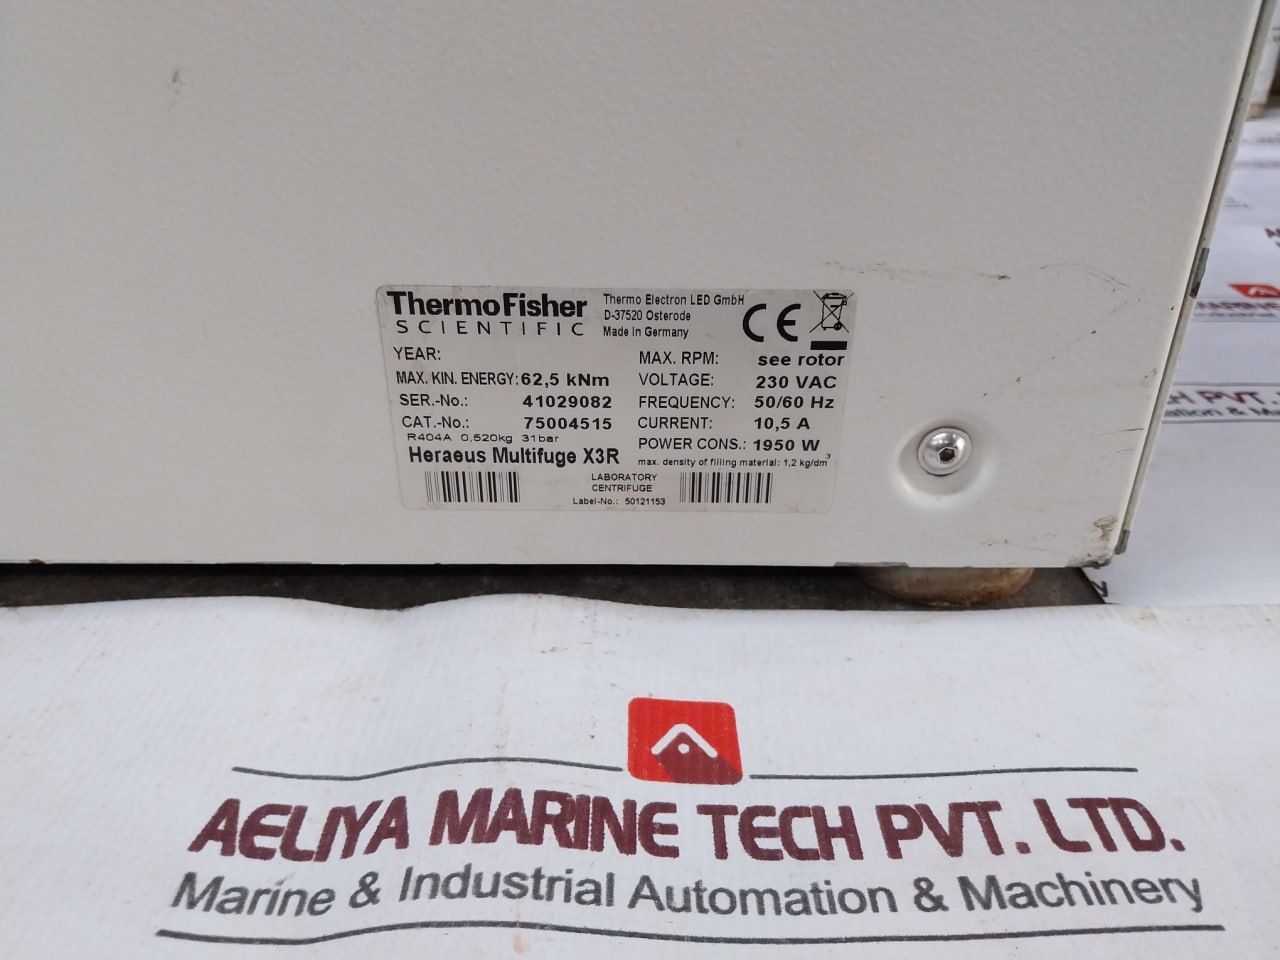 ThermoFisher
SCIENTIFIC
Thermo Electron LED GmbH
D-37520 Osterode
Made in Germany
CE
YEAR:
MAX. KIN. ENERGY: 62,5 kNm
SER.-No.: 41029082
CAT.-No.: 75004515
R404A 0,520kg 31bar
Heraeus Multifuge X3R
MAX. RPM: see rotor
VOLTAGE: 230 VAC
FREQUENCY: 50/60 Hz
CURRENT: 10,5 A
POWER CONS.: 1950 W
max. density of filling material: 1,2 kg/dm³
LABORATORY
CENTRIFUGE
Label-No.: 50121153
AELIYA MARINE TECH PVT. LTD.
Marine & Industrial Automation & Machinery